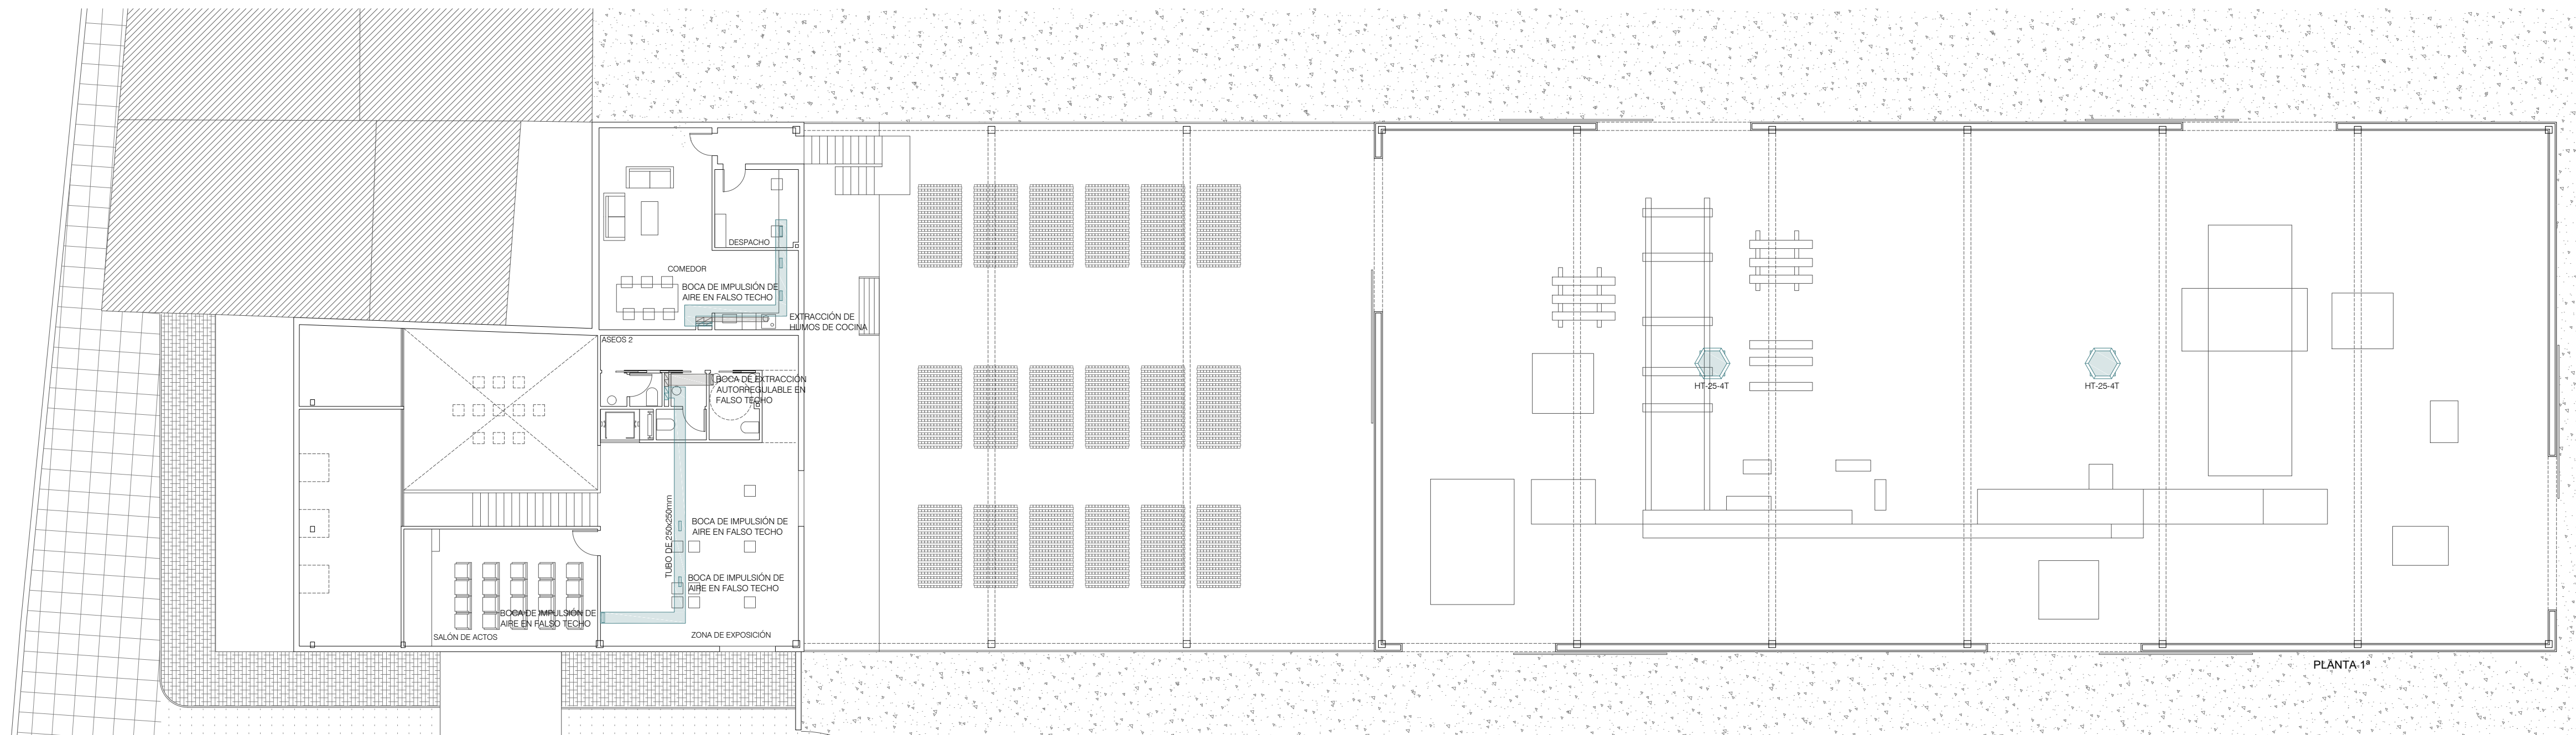 DESPACHO
COMEDOR
BOCA DE IMPULSIÓN DE
AIRE EN FALSO TECHO
EXTRACCIÓN DE
HUMOS DE COCINA
ASEOS 2
BOCA DE EXTRACCIÓN
AUTORREGULABLE EN
FALSO TECHO
TUBO DE 250x250mm
BOCA DE IMPULSIÓN DE
AIRE EN FALSO TECHO
BOCA DE IMPULSIÓN DE
AIRE EN FALSO TECHO
BOCA DE IMPULSIÓN DE
AIRE EN FALSO TECHO
SALÓN DE ACTOS
ZONA DE EXPOSICIÓN
HT-25-4T
HT-25-4T
PLANTA 1ª